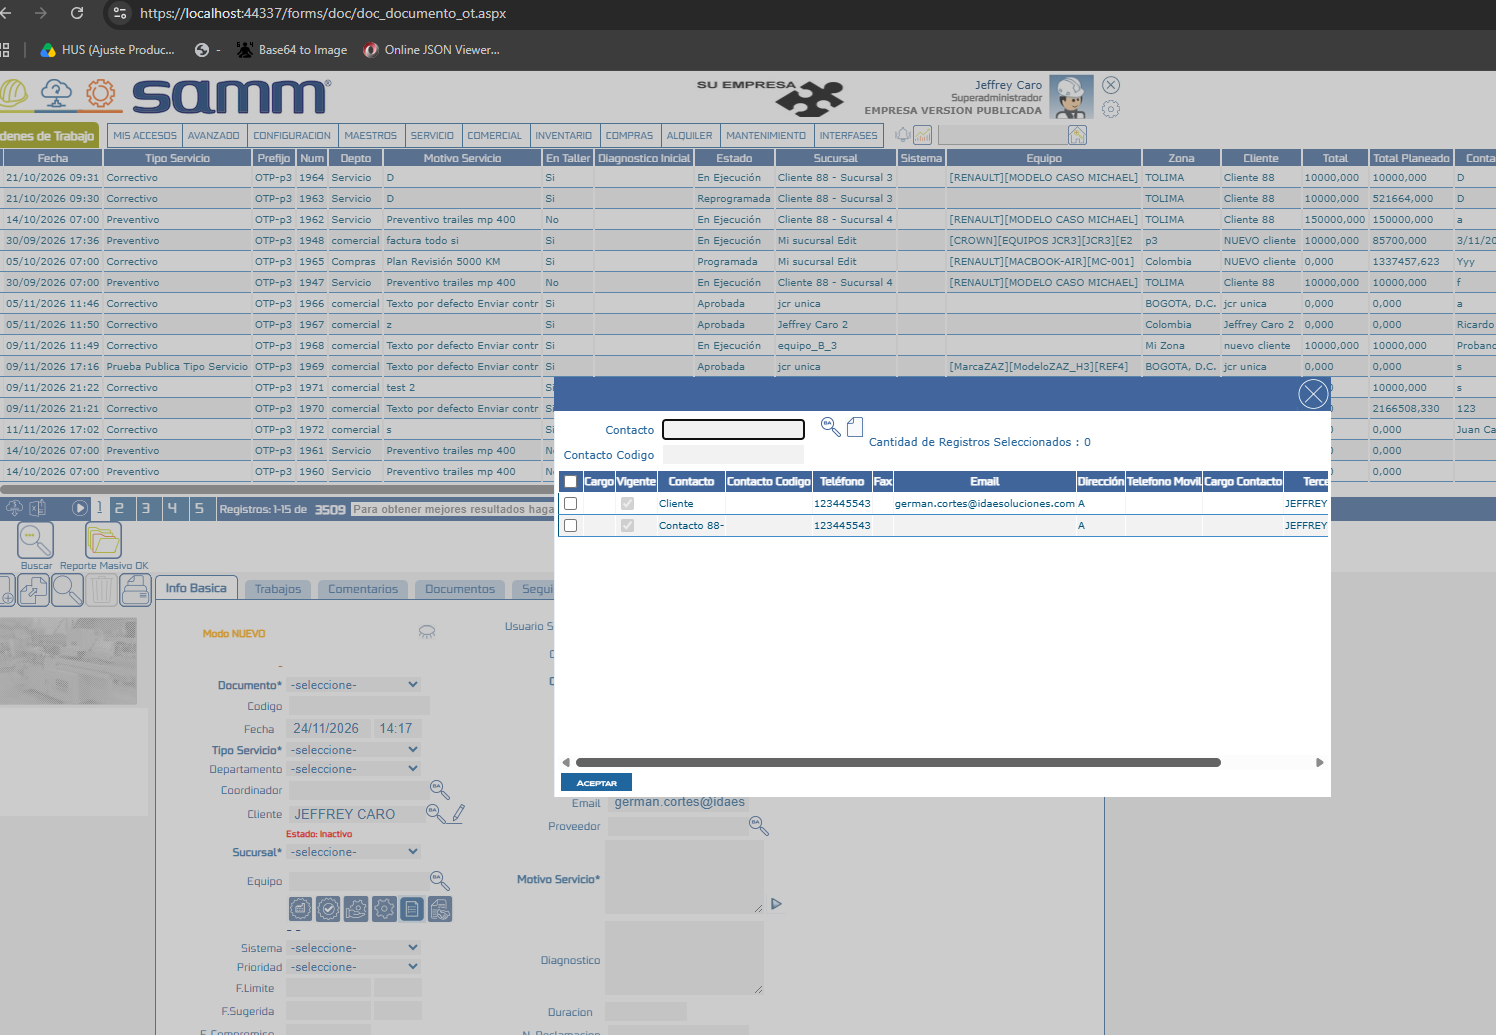 https://localhost:44337/forms/doc/doc_documento_ot.aspx
HUS (Ajuste Produc...
-
Base64 to Image
Online JSON Viewer...
samm®
SU EMPRESA
Jeffrey Caro
Superadministrador
EMPRESA VERSION PUBLICADA
denes de Trabajo MIS ACCESOS AVANZADO CONFIGURACION MAESTROS SERVICIO COMERCIAL INVENTARIO COMPRAS ALQUILER MANTENIMIENTO INTERFASES
Fecha Tipo Servicio Prefijo Num Depto Motivo Servicio En Taller Diagnostico Inicial Estado Sucursal Sistema Equipo Zona Cliente Total Total Planeado Conta
21/10/2026 09:31 Correctivo OTP-p3 1964 Servicio D Si En Ejecución Cliente 88 - Sucursal 3 [RENAULT][MODELO CASO MICHAEL] TOLIMA Cliente 88 10000,000 10000,000 D
21/10/2026 09:30 Correctivo OTP-p3 1963 Servicio D Si Reprogramada Cliente 88 - Sucursal 3 TOLIMA Cliente 88 10000,000 521664,000 D
14/10/2026 07:00 Preventivo OTP-p3 1962 Servicio Preventivo trailes mp 400 No En Ejecución Cliente 88 - Sucursal 4 [RENAULT][MODELO CASO MICHAEL] TOLIMA Cliente 88 150000,000 150000,000 a
30/09/2026 17:36 Preventivo OTP-p3 1948 comercial factura todo si Si En Ejecución Mi sucursal Edit [CROWN][EQUIPOS JCR3][JCR3][E2 p3 NUEVO cliente 10000,000 85700,000 3/11/20
05/10/2026 07:00 Correctivo OTP-p3 1965 Compras Plan Revisión 5000 KM Si Programada Mi sucursal Edit [RENAULT][MACBOOK-AIR][MC-001] Colombia NUEVO cliente 0,000 1337457,623 Yyy
30/09/2026 07:00 Preventivo OTP-p3 1947 Servicio Preventivo trailes mp 400 No En Ejecución Cliente 88 - Sucursal 4 [RENAULT][MODELO CASO MICHAEL] TOLIMA Cliente 88 10000,000 10000,000 f
05/11/2026 11:46 Correctivo OTP-p3 1966 comercial Texto por defecto Enviar contr Si Aprobada jcr unica BOGOTA, D.C. jcr unica 0,000 0,000 a
05/11/2026 11:50 Correctivo OTP-p3 1967 comercial z Si Aprobada Jeffrey Caro 2 Colombia Jeffrey Caro 2 0,000 0,000 Ricardo
09/11/2026 11:49 Correctivo OTP-p3 1968 comercial Texto por defecto Enviar contr Si En Ejecución equipo_B_3 Mi Zona nuevo cliente 10000,000 10000,000 Proband
09/11/2026 17:16 Prueba Publica Tipo Servicio OTP-p3 1969 comercial Texto por defecto Enviar contr Si Aprobada jcr unica [MarcaZAZ][ModeloZAZ_H3][REF4] BOGOTA, D.C. jcr unica 0,000 0,000 s
09/11/2026 21:22 Correctivo OTP-p3 1971 comercial test 2 Si 10000,000 s
09/11/2026 21:21 Correctivo OTP-p3 1970 comercial Texto por defecto Enviar contr Si 2166508,330 123
11/11/2026 17:02 Correctivo OTP-p3 1972 comercial s Si 0,000 Juan Ca
14/10/2026 07:00 Preventivo OTP-p3 1961 Servicio Preventivo trailes mp 400 0,000
14/10/2026 07:00 Preventivo OTP-p3 1960 Servicio Preventivo trailes mp 400 0,000
1 2 3 4 5 Registros: 1-15 de 3509 Para obtener mejores resultados haga
Buscar Reporte Masivo OK
Info Basica Trabajos Comentarios Documentos Segui
Modo NUEVO
Usuario S
-
Documento* -seleccione-
Codigo
Fecha 24/11/2026 14:17
Tipo Servicio* -seleccione-
Departamento -seleccione-
Coordinador
Cliente JEFFREY CARO
Estado: Inactivo
Sucursal* -seleccione-
Equipo
- -
Sistema -seleccione-
Prioridad -seleccione-
F.Limite
F.Sugerida
F.Compromiso
Email german.cortes@idaes
Proveedor
Motivo Servicio*
Diagnostico
Duracion
N. Reclamacion
Contacto
Cantidad de Registros Seleccionados : 0
Contacto Codigo
Cargo Vigente Contacto Contacto Codigo Teléfono Fax Email Dirección Telefono Movil Cargo Contacto Terce
Cliente 123445543 german.cortes@idaesoluciones.com A JEFFREY
Contacto 88- 123445543 A JEFFREY
ACEPTAR